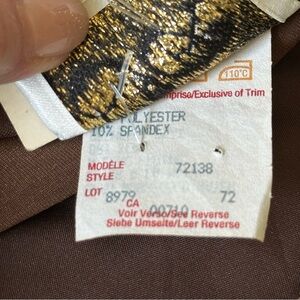 110°C
mprise/Exclusive of Trim
POLYESTER
10% SPANDEX
MODÈLE
STYLE 72138
LOT 8979 72
CA
00710
Voir Verso/See Reverse
Siehe Umseite/Leer Reverse